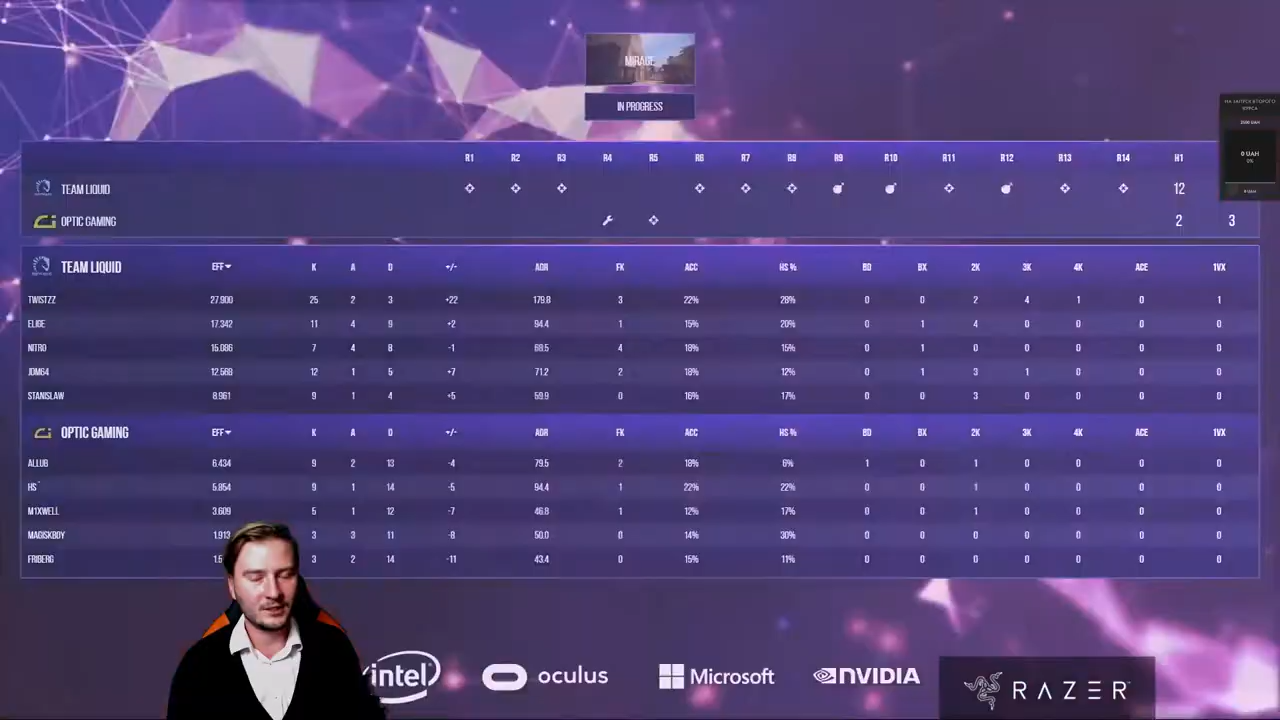 MIRAGE
IN PROGRESS
НА ЗАПУСК ВТОРОГО
КУРСА
2500 UAH
0 UAH
0%
0 UAH
R1 R2 R3 R4 R5 R6 R7 R8 R9 R10 R11 R12 R13 R14 H1
TEAM LIQUID 12
OPTIC GAMING 2 3
TEAM LIQUID EFF K A D +/- ADR FK ACC HS % BD BX 2K 3K 4K ACE 1VX
TWISTZZ 27.900 25 2 3 +22 179.8 3 22% 28% 0 0 2 4 1 0 1
ELIGE 17.342 11 4 9 +2 94.4 1 15% 20% 0 1 4 0 0 0 0
NITRO 15.086 7 4 8 -1 68.5 4 18% 15% 0 1 0 0 0 0 0
JDM64 12.568 12 1 5 +7 71.2 2 18% 12% 0 1 3 1 0 0 0
STANISLAW 8.961 9 1 4 +5 59.9 0 16% 17% 0 0 3 0 0 0 0
OPTIC GAMING EFF K A D +/- ADR FK ACC HS % BD BX 2K 3K 4K ACE 1VX
ALLUB 6.434 9 2 13 -4 79.5 2 18% 6% 1 0 1 0 0 0 0
HS` 5.854 9 1 14 -5 94.4 1 22% 22% 0 0 1 0 0 0 0
M1XWELL 3.609 5 1 12 -7 46.8 1 12% 17% 0 0 1 0 0 0 0
MAGISKB0Y 1.913 3 3 11 -8 50.0 0 14% 30% 0 0 0 0 0 0 0
FRIBERG 3 2 14 -11 43.4 0 15% 11% 0 0 0 0 0 0 0
intel oculus Microsoft NVIDIA RAZER